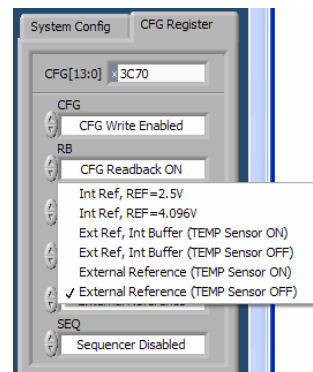 System Config CFG Register
CFG[13:0] x 3C70
CFG
CFG Write Enabled
RB
CFG Readback ON
Int Ref, REF=2.5V
Int Ref, REF=4.096V
Ext Ref, Int Buffer (TEMP Sensor ON)
Ext Ref, Int Buffer (TEMP Sensor OFF)
External Reference (TEMP Sensor ON)
✓ External Reference (TEMP Sensor OFF)
SEQ
Sequencer Disabled